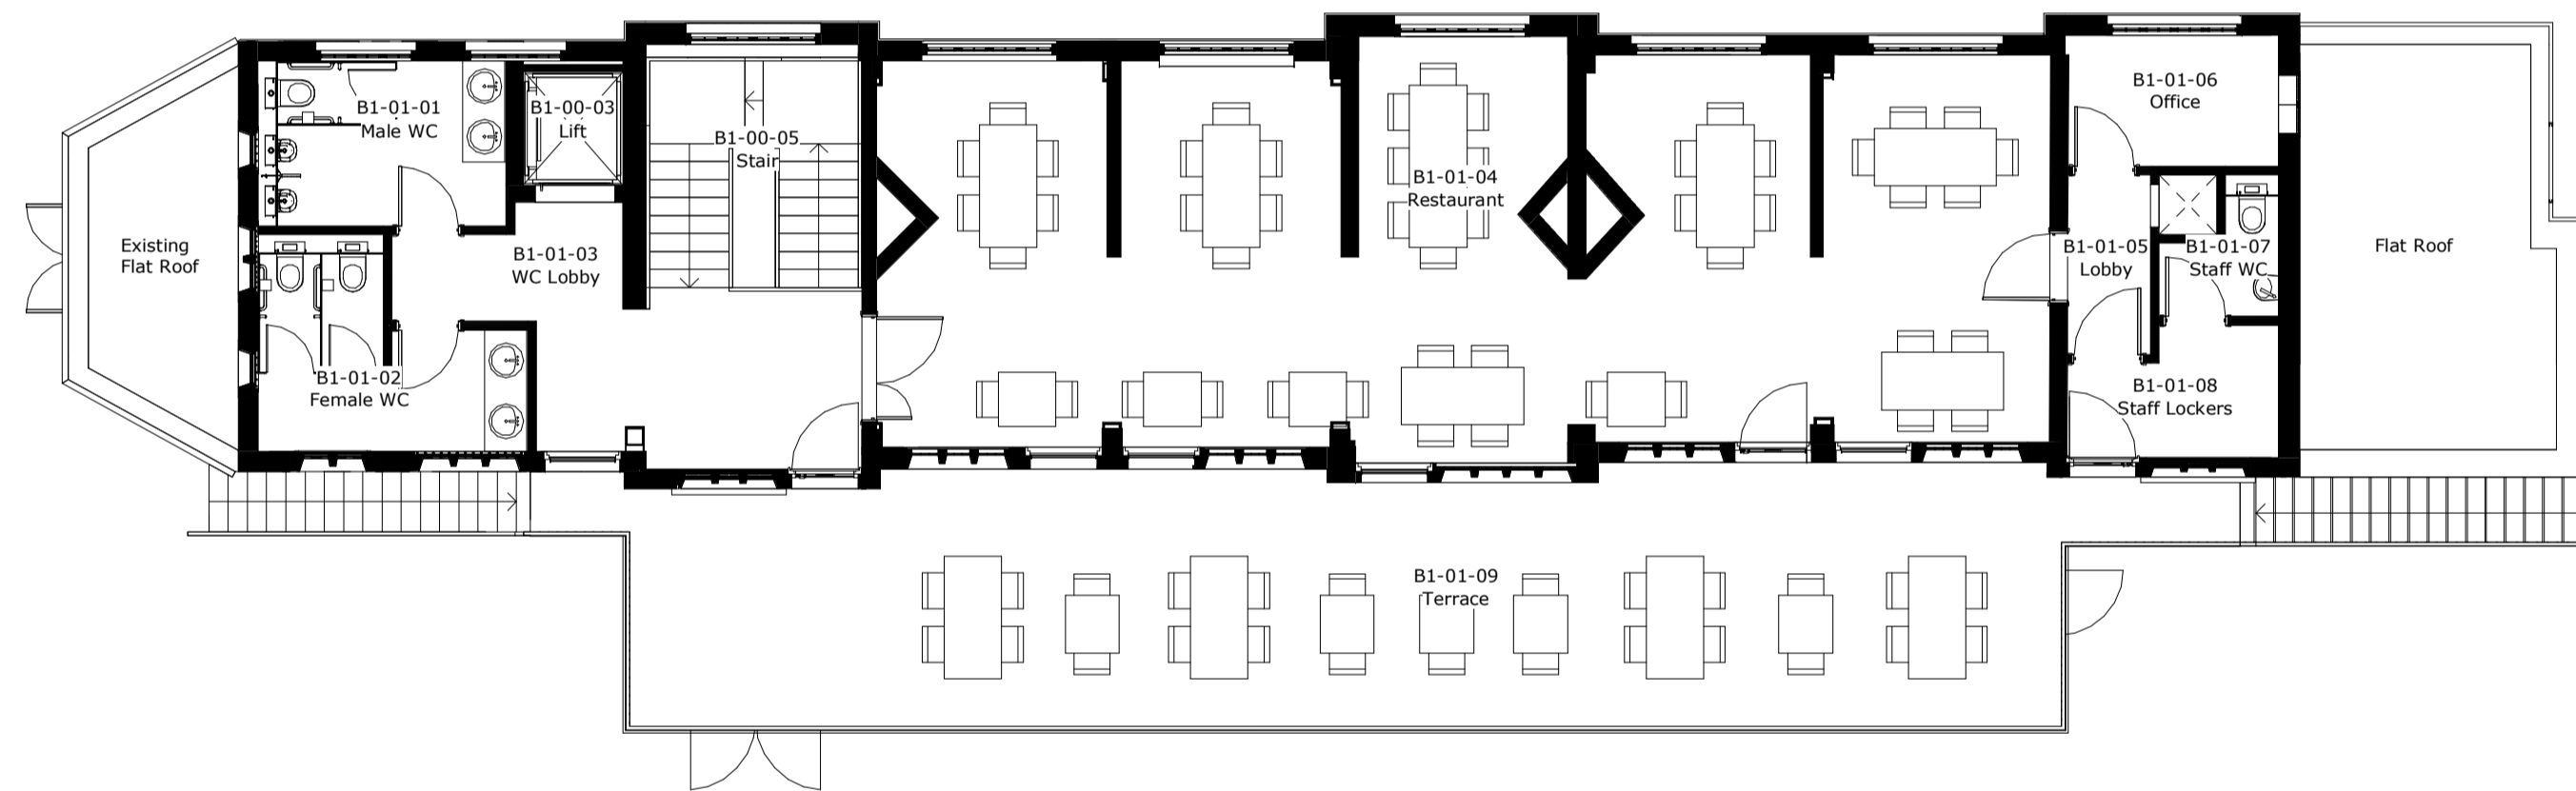 B1-01-01
Male WC
B1-00-03
Lift
B1-00-05
Stair
B1-01-04
Restaurant
B1-01-06
Office
Existing
Flat Roof
B1-01-03
WC Lobby
B1-01-05
Lobby
B1-01-07
Staff WC
Flat Roof
B1-01-02
Female WC
B1-01-08
Staff Lockers
B1-01-09
Terrace